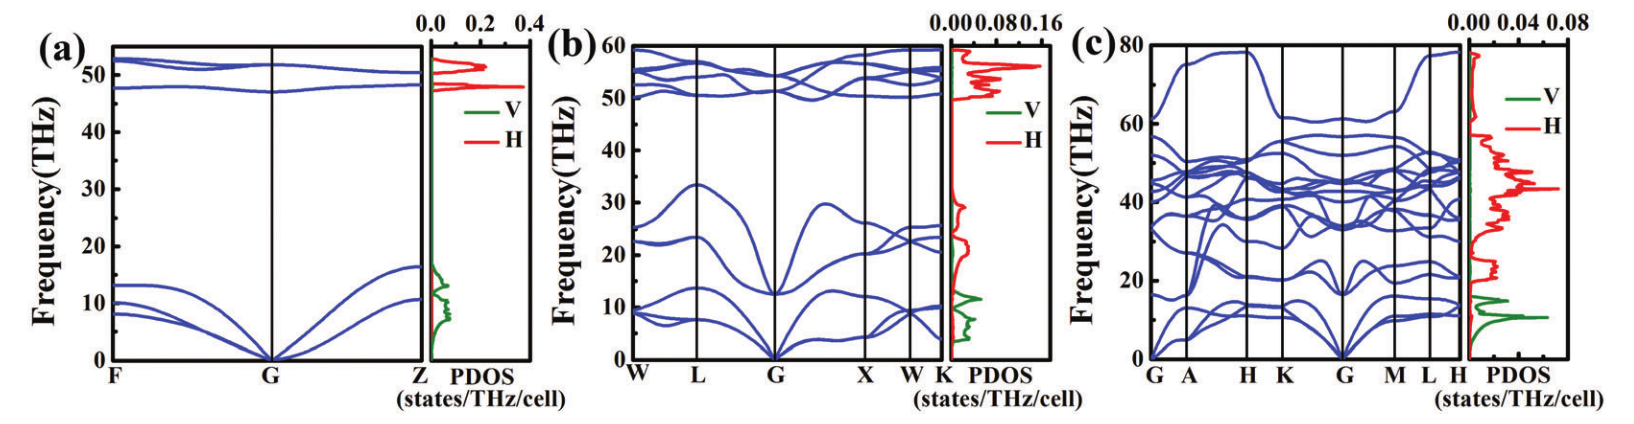 (a)
0.0 0.2 0.4
50
40
30
20
10
0
Frequency(THz)
V
H
F G Z PDOS
(states/THz/cell)
(b)
0.00 0.08 0.16
60
50
40
30
20
10
0
Frequency(THz)
V
H
W L G X W K PDOS
(states/THz/cell)
(c)
0.00 0.04 0.08
80
60
40
20
0
Frequency(THz)
V
H
G A H K G M L H PDOS
(states/THz/cell)